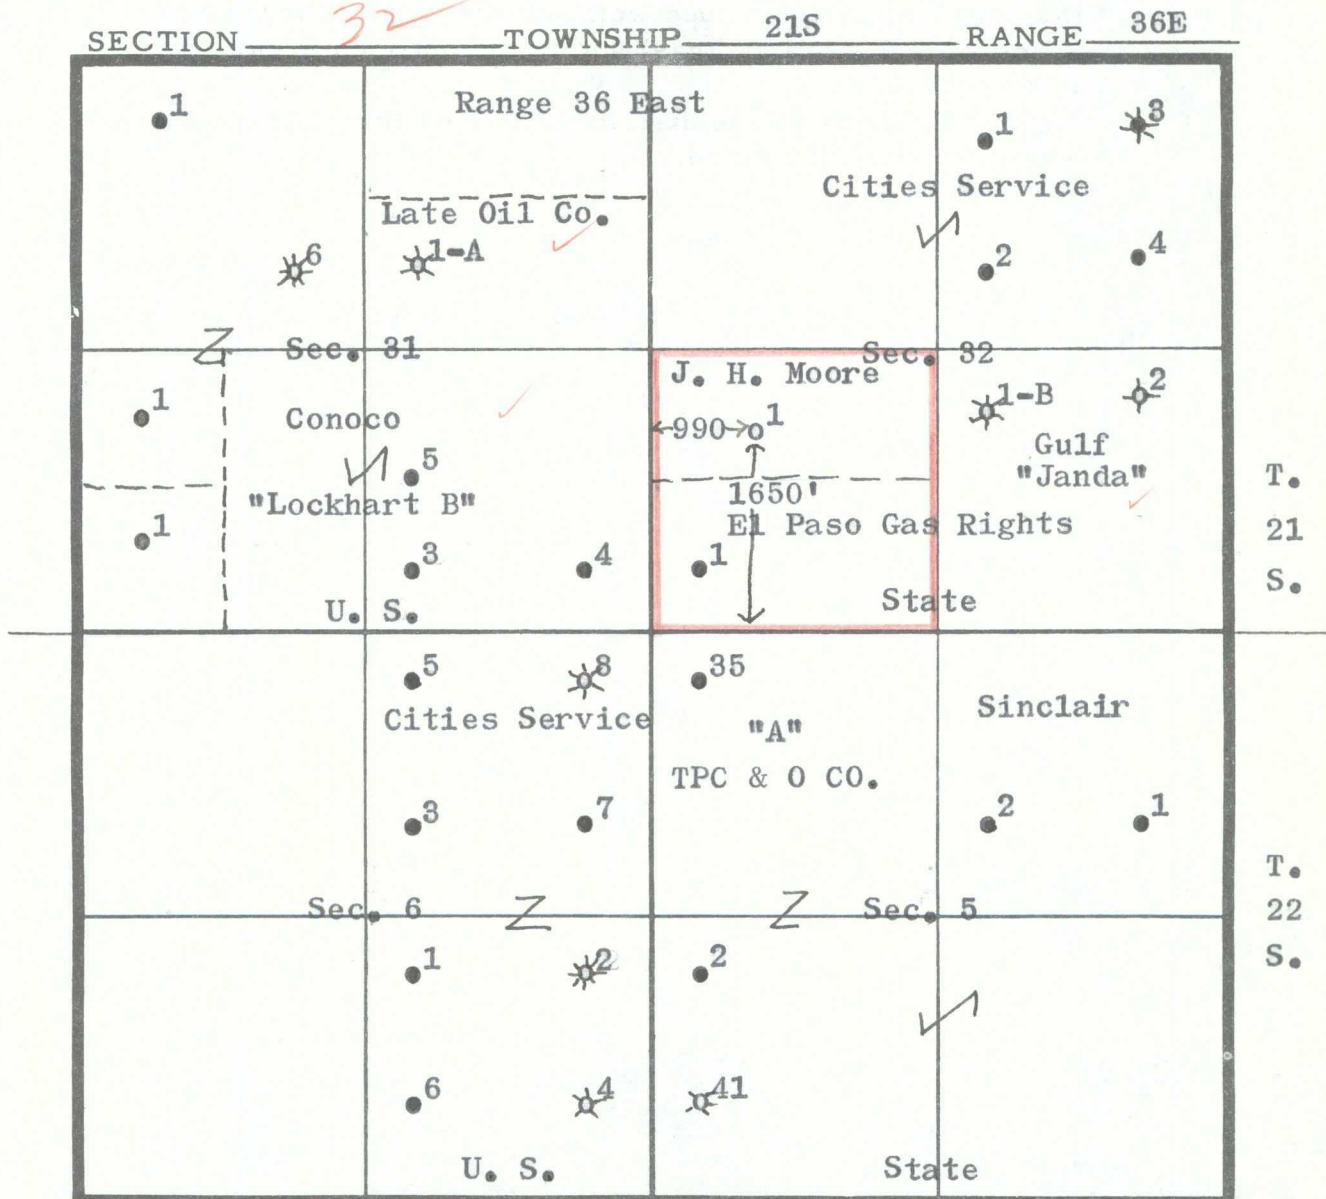 SECTION 32 TOWNSHIP 21S RANGE 36E
Range 36 East
1
1
3
Cities Service
Late Oil Co.
6
1-A
2
4
Sec. 31
Sec. 32
J. H. Moore
1
Conoco
990
1
1-B
2
Gulf
"Janda"
5
"Lockhart B"
1650'
El Paso Gas Rights
1
3
4
1
U. S.
State
T.
21
S.
5
8
35
Cities Service
"A"
Sinclair
TPC & O CO.
3
7
2
1
Sec. 6
Sec. 5
T.
22
S.
1
2
2
6
4
41
U. S.
State